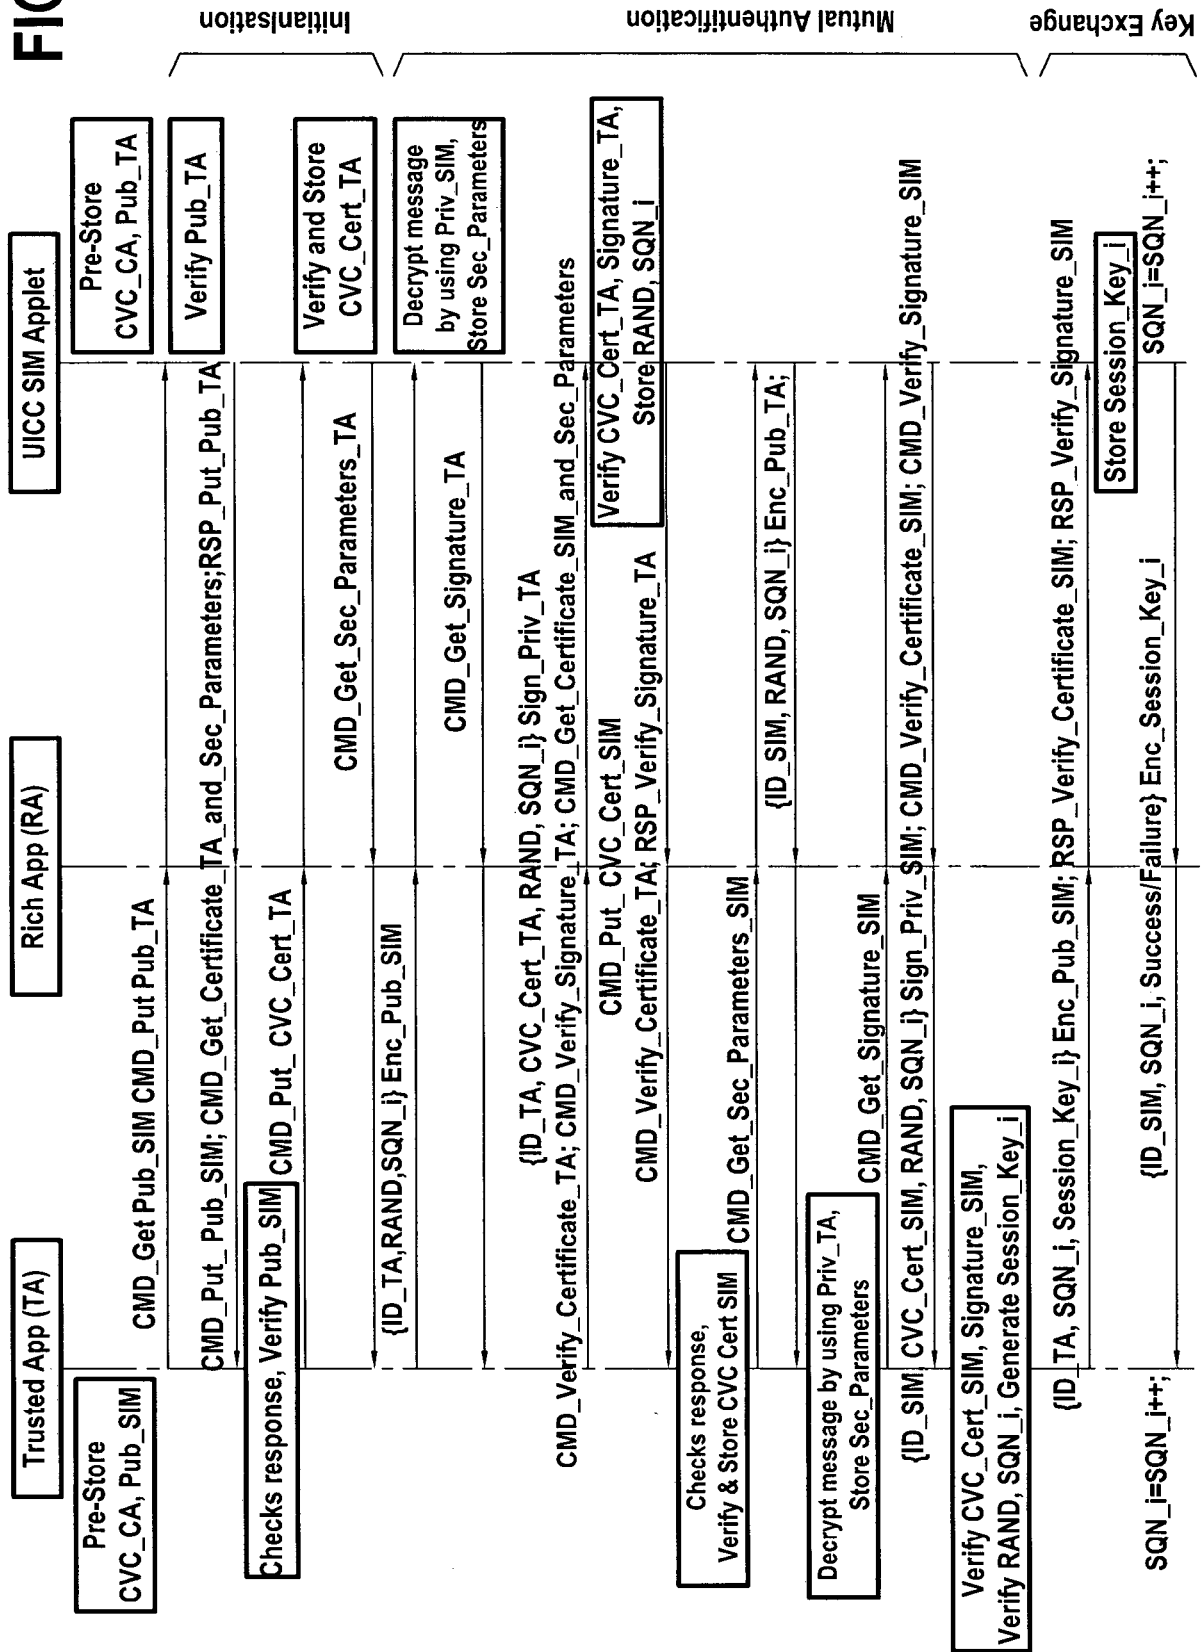 FIG
Trusted App (TA)
Rich App (RA)
UICC SIM Applet
Pre-Store
CVC_CA, Pub_SIM
Pre-Store
CVC_CA, Pub_TA
Initianlsation
CMD_Get Pub_SIM CMD_Put Pub_TA
Verify Pub_TA
CMD_Put_Pub_SIM; CMD_Get_Certificate_TA_and_Sec_Parameters;RSP_Put_Pub_TA
Checks response, Verify Pub_SIM
CMD_Put_CVC_Cert_TA
Verify and Store
CVC_Cert_TA
CMD_Get_Sec_Parameters_TA
Mutual Authentification
{ID_TA,RAND,SQN_i} Enc_Pub_SIM
Decrypt message
by using Priv_SIM,
Store Sec_Parameters
CMD_Get_Signature_TA
{ID_TA, CVC_Cert_TA, RAND, SQN_i} Sign_Priv_TA
CMD_Verify_Certificate_TA; CMD_Verify_Signature_TA; CMD_Get_Certificate_SIM_and_Sec_Parameters
Verify CVC_Cert_TA, Signature_TA,
Store RAND, SQN_i
CMD_Put_CVC_Cert_SIM
CMD_Verify_Certificate_TA; RSP_Verify_Signature_TA
Checks response,
Verify & Store CVC Cert SIM
CMD_Get_Sec_Parameters_SIM
{ID_SIM, RAND, SQN_i} Enc_Pub_TA;
Decrypt message by using Priv_TA,
Store Sec_Parameters
CMD_Get_Signature_SIM
{ID_SIM, CVC_Cert_SIM, RAND, SQN_i} Sign_Priv_SIM; CMD_Verify_Certificate_SIM; CMD_Verify_Signature_SIM
Verify CVC_Cert_SIM, Signature_SIM,
Verify RAND, SQN_i, Generate Session_Key_i
Key Exchange
{ID_TA, SQN_i, Session_Key_i} Enc_Pub_SIM; RSP_Verify_Certificate_SIM; RSP_Verify_Signature_SIM
Store Session_Key_i
{ID_SIM, SQN_i, Success/Failure} Enc_Session_Key_i
SQN_i=SQN_i++;
SQN_i=SQN_i++;